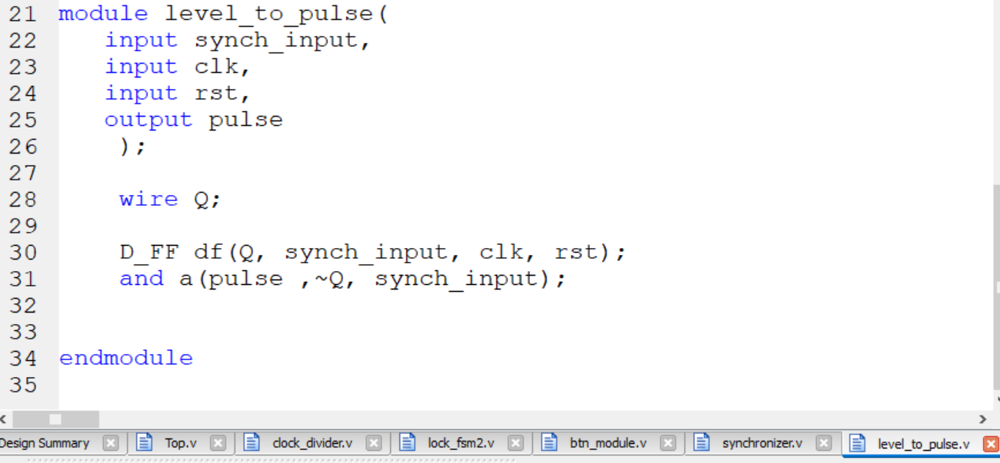 21 module level_to_pulse(
22 input synch_input,
23 input clk,
24 input rst,
25 output pulse
26 );
27
28 wire Q;
29
30 D_FF df(Q, synch_input, clk, rst);
31 and a(pulse ,~Q, synch_input);
32
33
34 endmodule
35
Design Summary Top.v clock_divider.v lock_fsm2.v btn_module.v synchronizer.v level_to_pulse.v